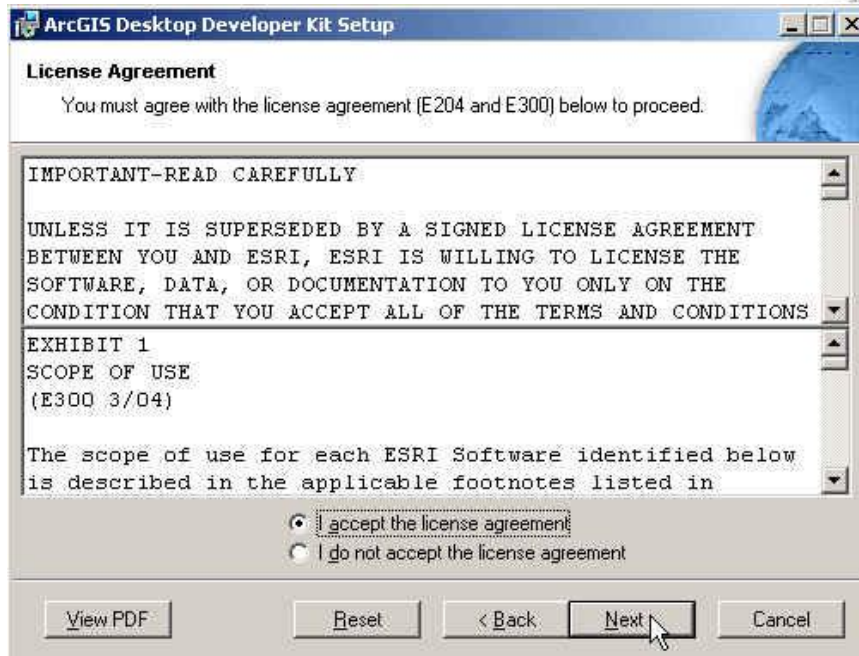 ArcGIS Desktop Developer Kit Setup
License Agreement
You must agree with the license agreement (E204 and E300) below to proceed.
IMPORTANT-READ CAREFULLY
UNLESS IT IS SUPERSEDED BY A SIGNED LICENSE AGREEMENT
BETWEEN YOU AND ESRI, ESRI IS WILLING TO LICENSE THE
SOFTWARE, DATA, OR DOCUMENTATION TO YOU ONLY ON THE
CONDITION THAT YOU ACCEPT ALL OF THE TERMS AND CONDITIONS
EXHIBIT 1
SCOPE OF USE
(E300 3/04)
The scope of use for each ESRI Software identified below
is described in the applicable footnotes listed in
I accept the license agreement
I do not accept the license agreement
View PDF
Reset
< Back
Next
Cancel